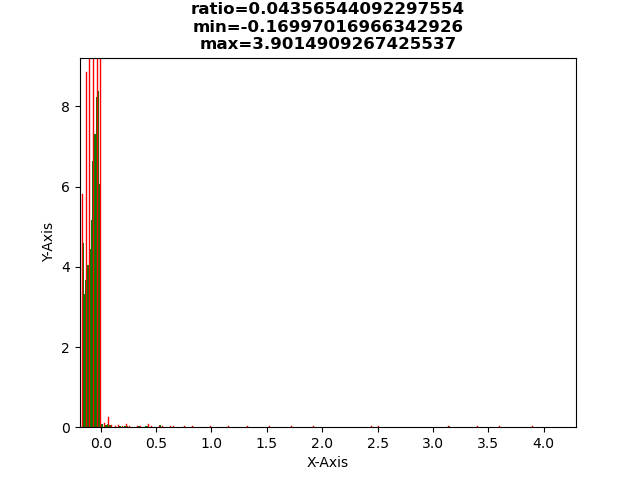 ratio=0.04356544092297554
min=-0.16997016966342926
max=3.9014909267425537
8
6
4
2
0
Y-Axis
0.0 0.5 1.0 1.5 2.0 2.5 3.0 3.5 4.0
X-Axis